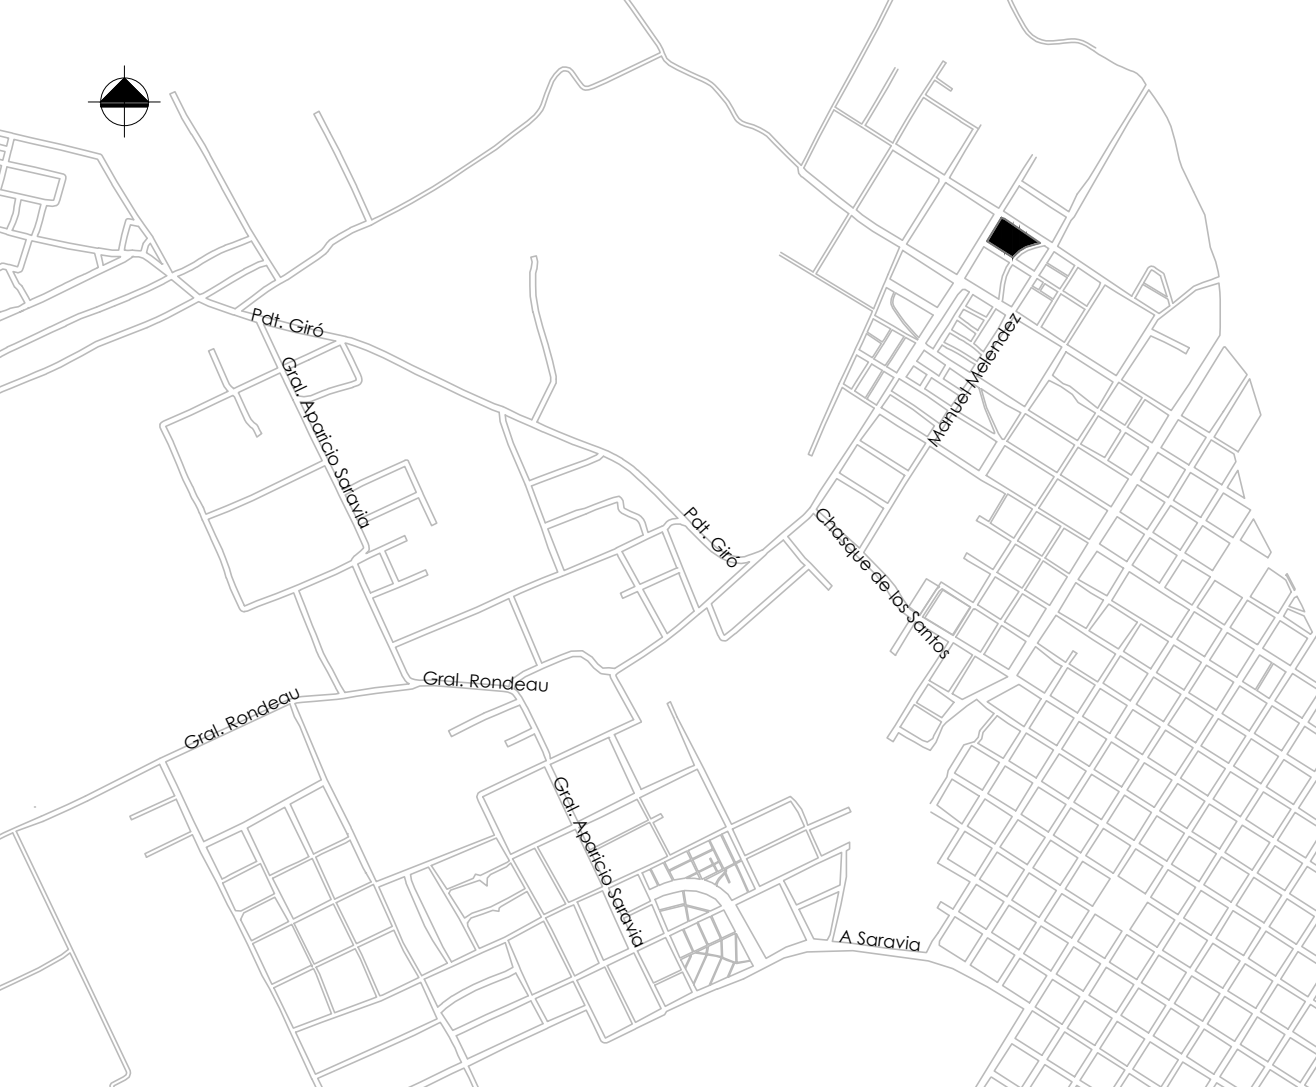 Pdt. Giró
Manuel Melendez
Gral. Aparicio Saravia
Pdt. Giró
Chasque de los Santos
Gral. Rondeau
Gral. Rondeau
Gral. Aparicio Saravia
A Saravia